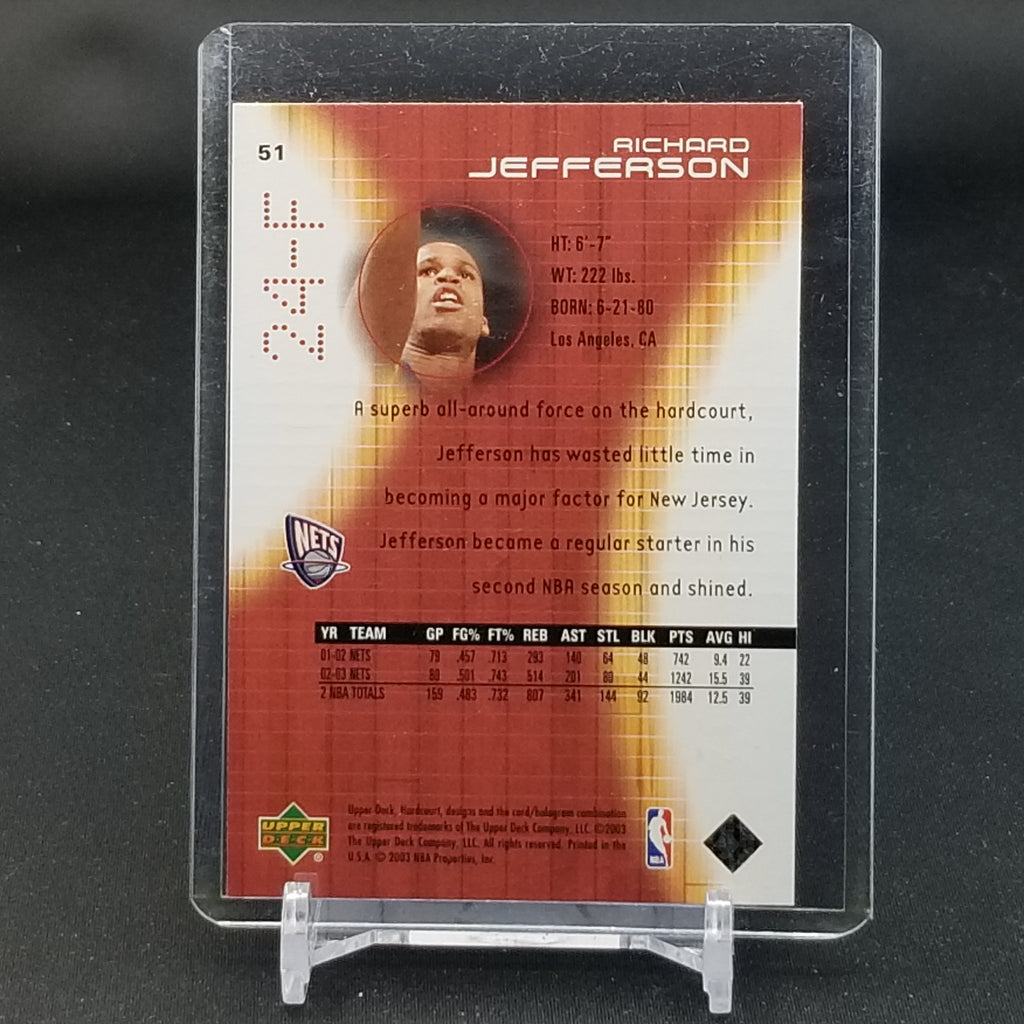 51
RICHARD
JEFFERSON
24-F
HT: 6'-7"
WT: 222 lbs.
BORN: 6-21-80
Los Angeles, CA
A superb all-around force on the hardcourt,
Jefferson has wasted little time in
becoming a major factor for New Jersey.
Jefferson became a regular starter in his
second NBA season and shined.
NETS
YR TEAM GP FG% FT% REB AST STL BLK PTS AVG HI
01-02 NETS 79 .457 .713 293 140 64 48 742 9.4 22
02-03 NETS 80 .501 .743 514 201 80 44 1242 15.5 39
2 NBA TOTALS 159 .483 .732 807 341 144 92 1984 12.5 39
UPPER
DECK
®
Upper Deck, Hardcourt, designs and the card/hologram combination
are registered trademarks of The Upper Deck Company, LLC. ©2003
The Upper Deck Company, LLC. All rights reserved. Printed in the
U.S.A. © 2003 NBA Properties, Inc.
NBA